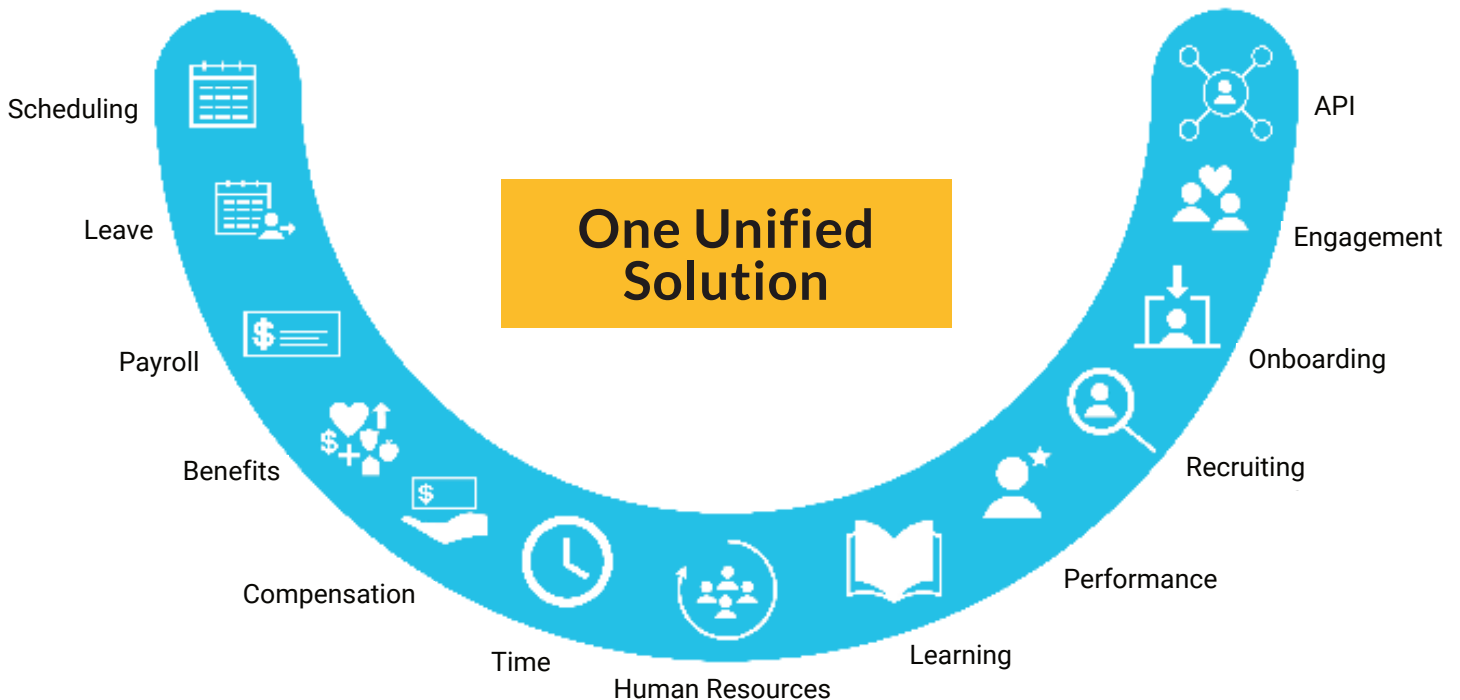 Scheduling
API
One Unified
Solution
Leave
Engagement
Payroll
Onboarding
Benefits
Recruiting
Compensation
Performance
Time
Learning
Human Resources